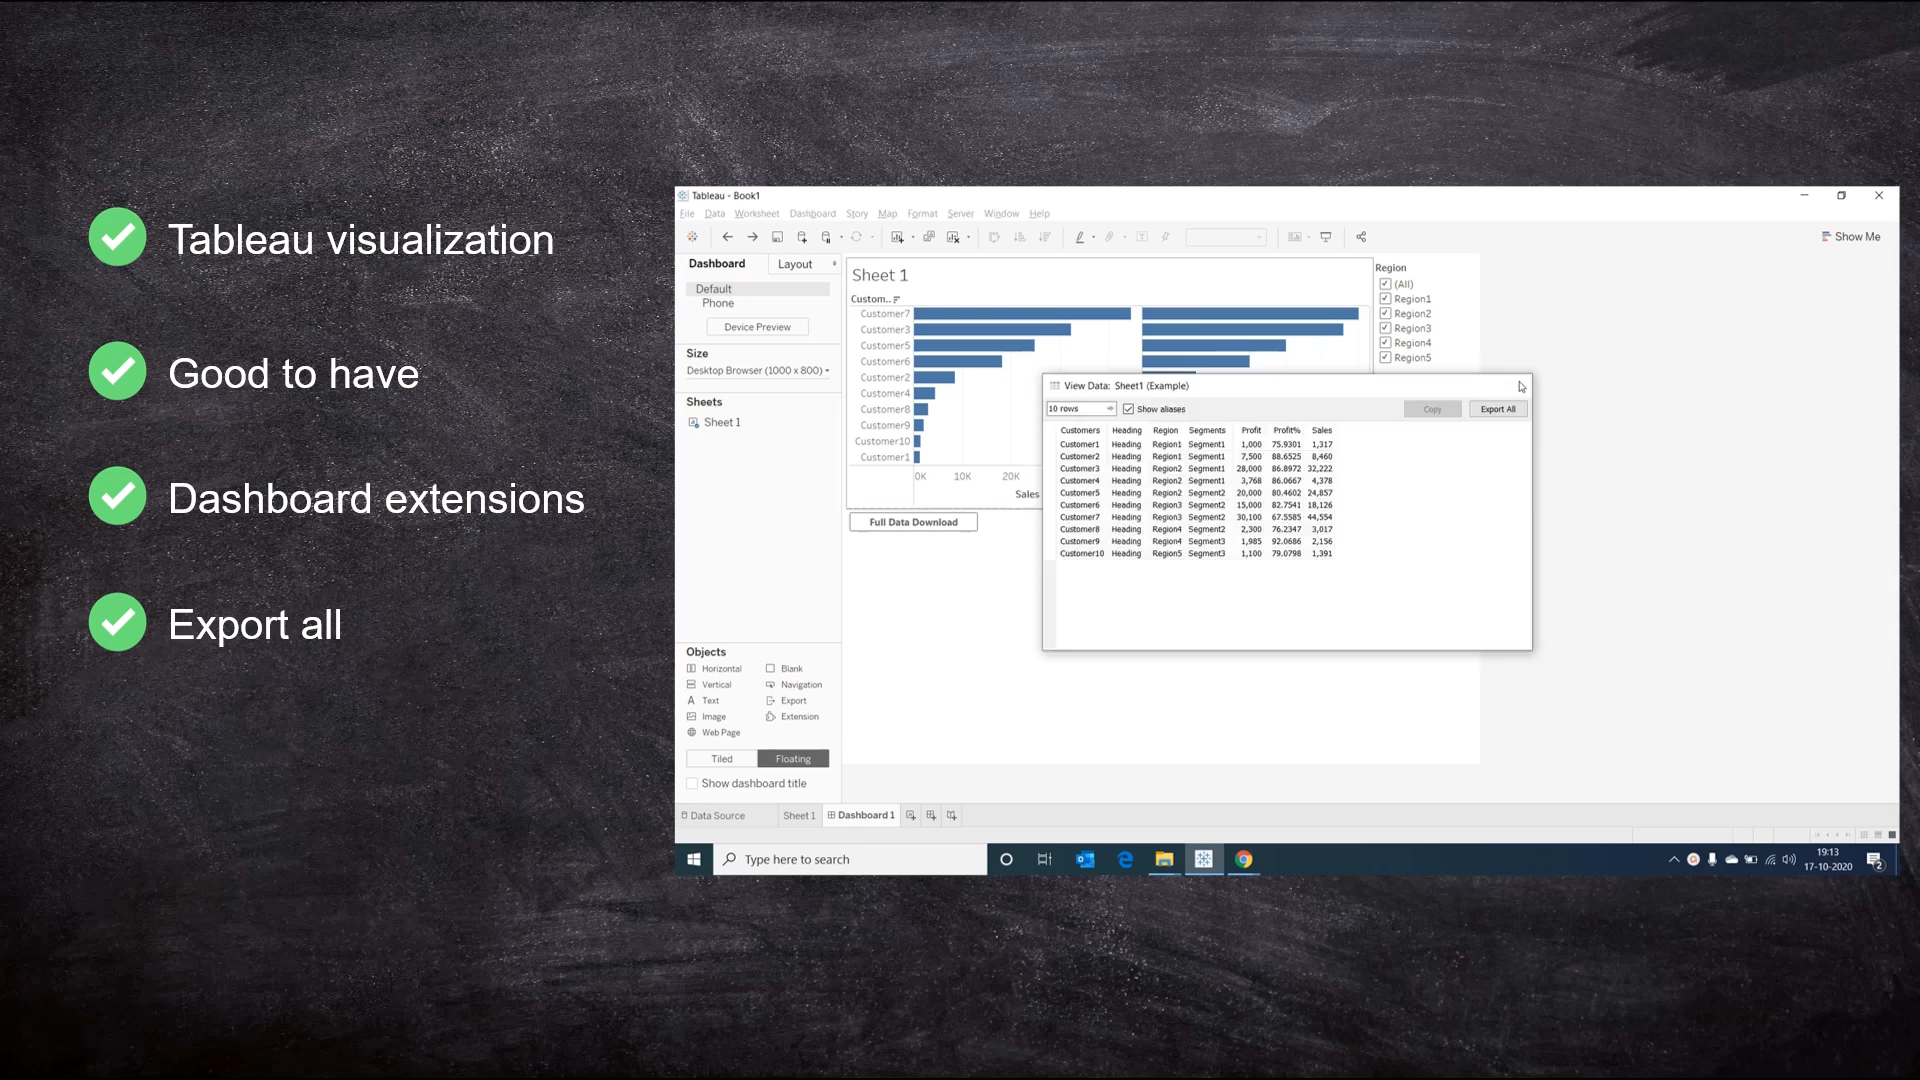 Tableau visualization
Good to have
Dashboard extensions
Export all
Tableau - Book1
File Data Worksheet Dashboard Story Map Format Server Window Help
Show Me
Dashboard Layout
Default
Phone
Device Preview
Size
Desktop Browser (1000 x 800)
Sheets
Sheet 1
Sheet 1
Custom..
Customer7
Customer3
Customer5
Customer6
Customer2
Customer4
Customer8
Customer9
Customer10
Customer1
0K 10K 20K
Sales
Full Data Download
Region
(All)
Region1
Region2
Region3
Region4
Region5
View Data: Sheet1 (Example)
10 rows Show aliases Copy Export All
Customers Heading Region Segments Profit Profit% Sales
Customer1 Heading Region1 Segment1 1,000 75.9301 1,317
Customer2 Heading Region1 Segment1 7,500 88.6525 8,460
Customer3 Heading Region2 Segment1 28,000 86.8972 32,222
Customer4 Heading Region2 Segment1 3,768 86.0667 4,378
Customer5 Heading Region2 Segment2 20,000 80.4602 24,857
Customer6 Heading Region3 Segment2 15,000 82.7541 18,126
Customer7 Heading Region3 Segment2 30,100 67.5585 44,554
Customer8 Heading Region4 Segment2 2,300 76.2347 3,017
Customer9 Heading Region4 Segment3 1,985 92.0686 2,156
Customer10 Heading Region5 Segment3 1,100 79.0798 1,391
Objects
Horizontal Blank
Vertical Navigation
Text Export
Image Extension
Web Page
Tiled Floating
Show dashboard title
Data Source Sheet 1 Dashboard 1
Type here to search
19:13
17-10-2020
2